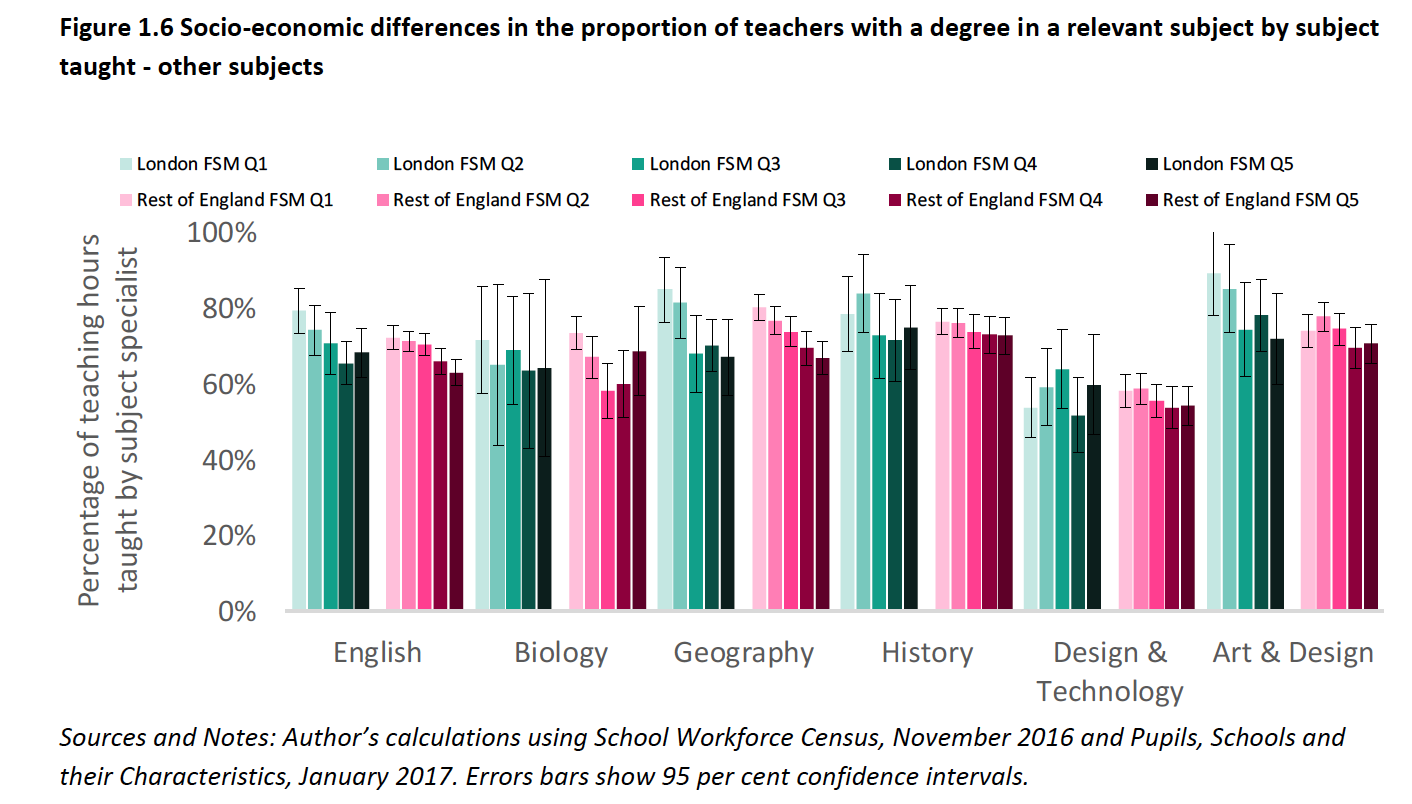 Figure 1.6 Socio-economic differences in the proportion of teachers with a degree in a relevant subject by subject
taught - other subjects
London FSM Q1
London FSM Q2
London FSM Q3
London FSM Q4
London FSM Q5
Rest of England FSM Q1
Rest of England FSM Q2
Rest of England FSM Q3
Rest of England FSM Q4
Rest of England FSM Q5
Percentage of teaching hours
taught by subject specialist
100%
80%
60%
40%
20%
0%
English
Biology
Geography
History
Design &
Technology
Art & Design
Sources and Notes: Author’s calculations using School Workforce Census, November 2016 and Pupils, Schools and
their Characteristics, January 2017. Errors bars show 95 per cent confidence intervals.